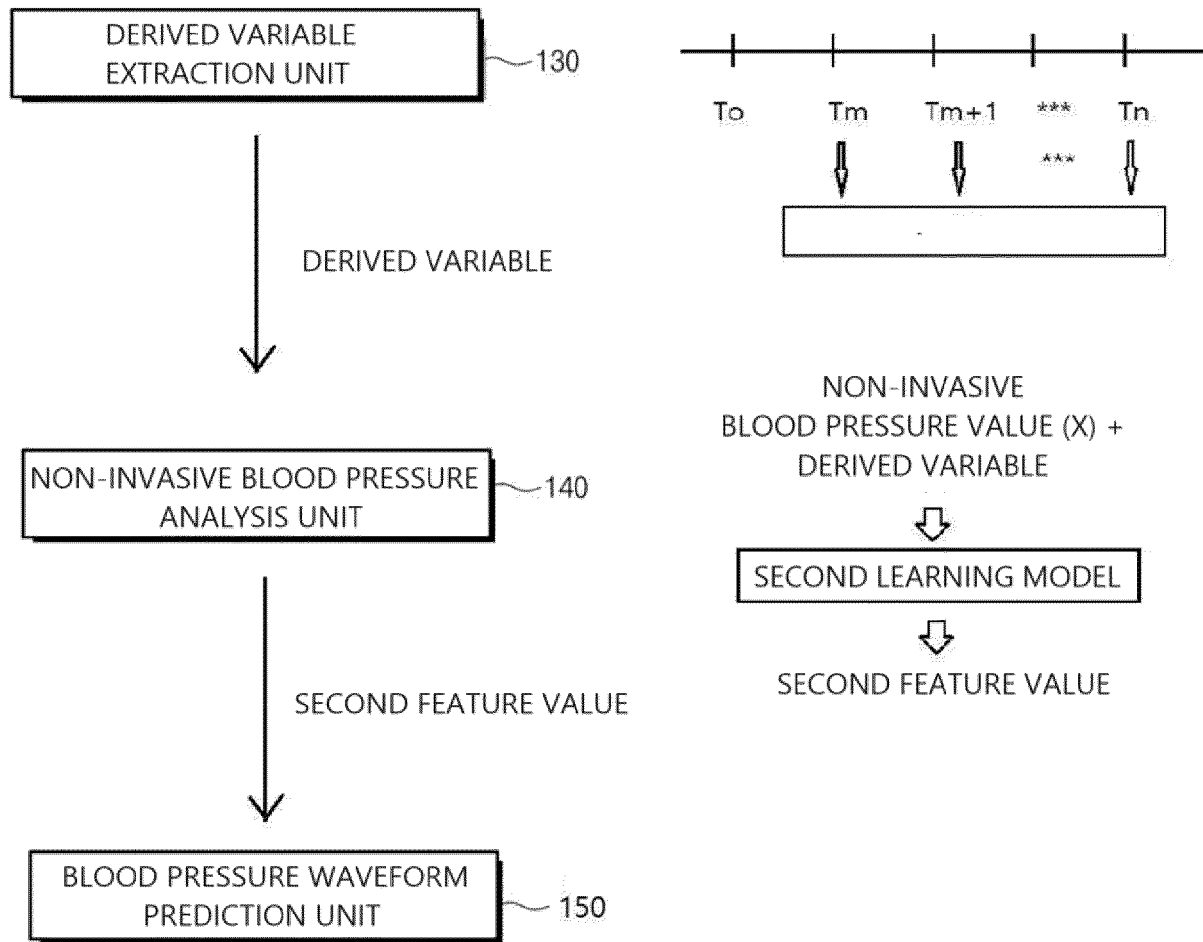 DERIVED VARIABLE
EXTRACTION UNIT
130
DERIVED VARIABLE
NON-INVASIVE BLOOD PRESSURE
ANALYSIS UNIT
140
SECOND FEATURE VALUE
BLOOD PRESSURE WAVEFORM
PREDICTION UNIT
150
To Tm Tm+1 *** Tn
***
NON-INVASIVE
BLOOD PRESSURE VALUE (X) +
DERIVED VARIABLE
SECOND LEARNING MODEL
SECOND FEATURE VALUE